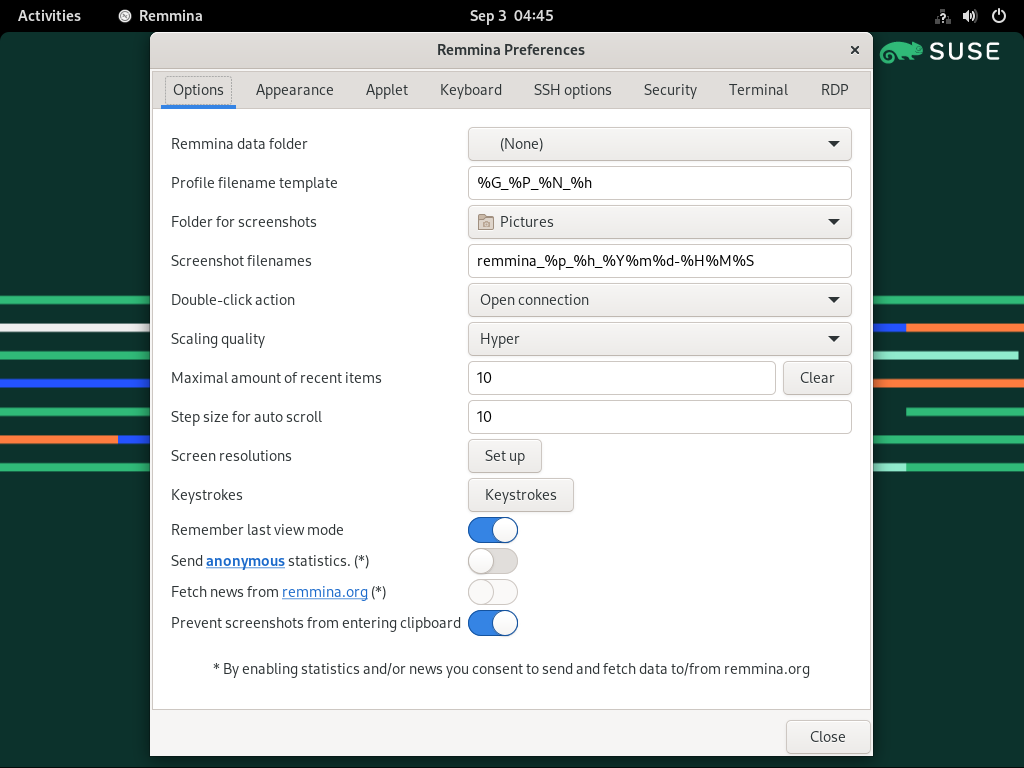 Activities Remmina Sep 3 04:45
Remmina Preferences
SUSE
Options Appearance Applet Keyboard SSH options Security Terminal RDP
Remmina data folder (None)
Profile filename template %G_%P_%N_%h
Folder for screenshots Pictures
Screenshot filenames remmina_%p_%h_%Y%m%d-%H%M%S
Double-click action Open connection
Scaling quality Hyper
Maximal amount of recent items 10 Clear
Step size for auto scroll 10
Screen resolutions Set up
Keystrokes Keystrokes
Remember last view mode
Send anonymous statistics. (*)
Fetch news from remmina.org (*)
Prevent screenshots from entering clipboard
* By enabling statistics and/or news you consent to send and fetch data to/from remmina.org
Close